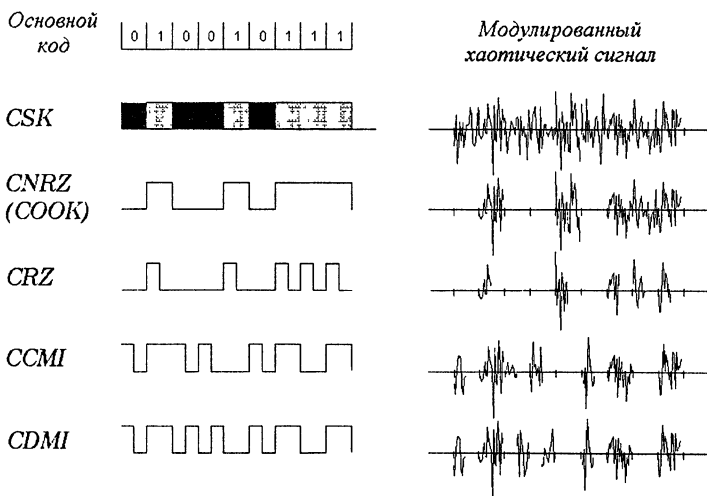 Основной
код
0 1 0 0 1 0 1 1 1
Модулированный
хаотический сигнал
CSK
CNRZ
(COOK)
CRZ
CCMI
CDMI